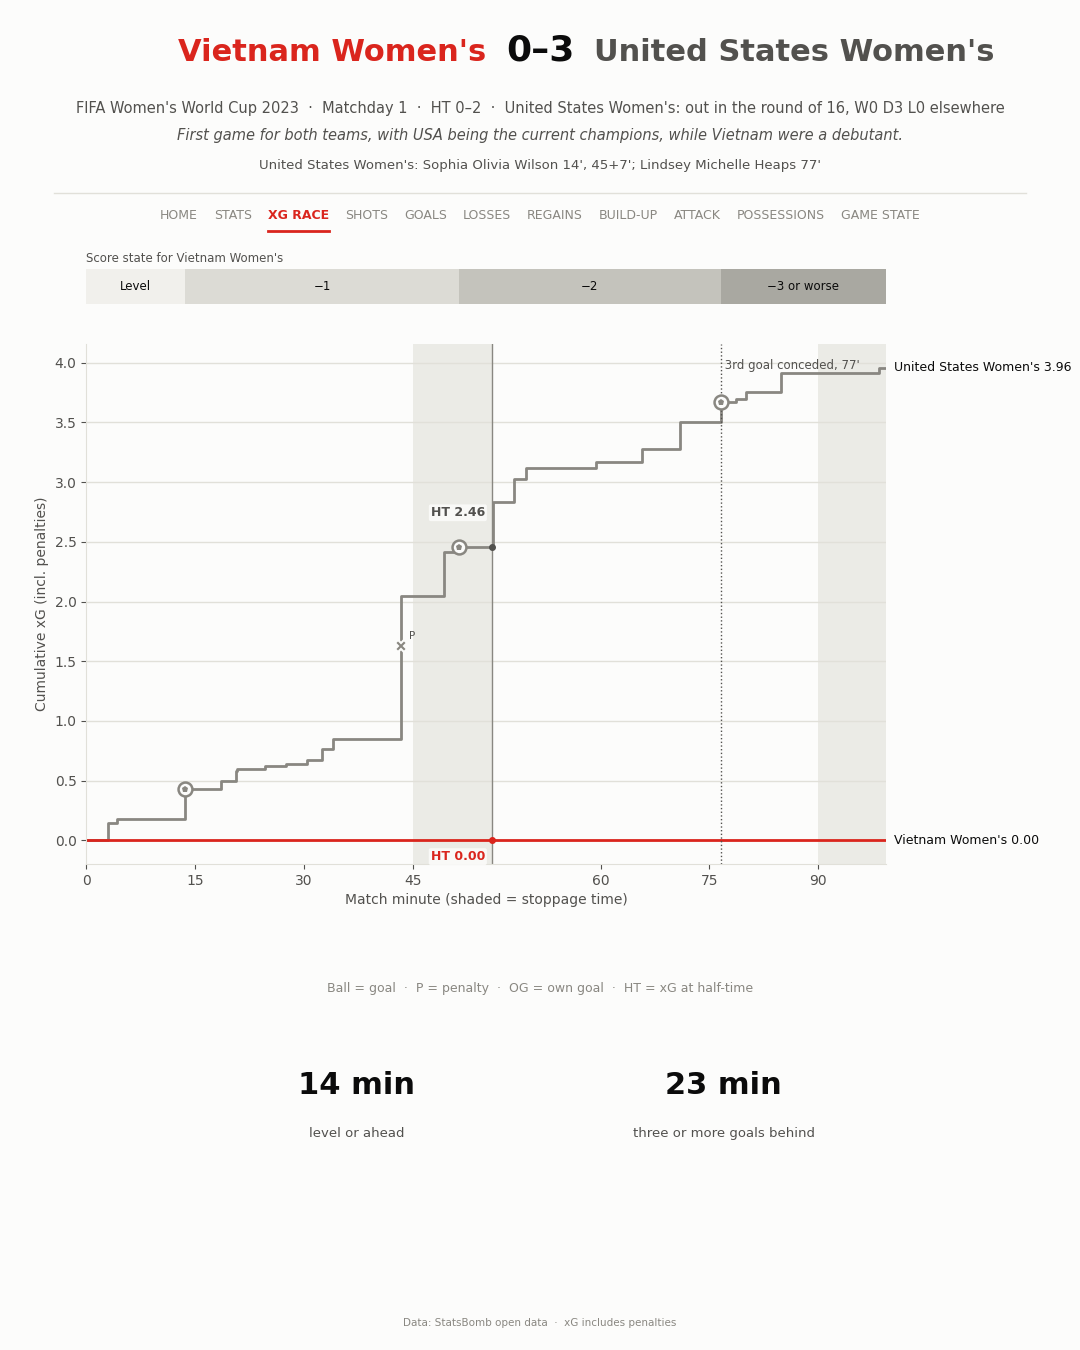 Vietnam Women's 0–3 United States Women's
FIFA Women's World Cup 2023 · Matchday 1 · HT 0–2 · United States Women's: out in the round of 16, W0 D3 L0 elsewhere
First game for both teams, with USA being the current champions, while Vietnam were a debutant.
United States Women's: Sophia Olivia Wilson 14', 45+7'; Lindsey Michelle Heaps 77'
HOME STATS XG RACE SHOTS GOALS LOSSES REGAINS BUILD-UP ATTACK POSSESSIONS GAME STATE
Score state for Vietnam Women's
Level −1 −2 −3 or worse
4.0
3rd goal conceded, 77'
United States Women's 3.96
3.5
3.0
HT 2.46
2.5
2.0
P
1.5
1.0
0.5
0.0
Vietnam Women's 0.00
HT 0.00
Cumulative xG (incl. penalties)
0 15 30 45 60 75 90
Match minute (shaded = stoppage time)
Ball = goal · P = penalty · OG = own goal · HT = xG at half-time
14 min 23 min
level or ahead three or more goals behind
Data: StatsBomb open data · xG includes penalties